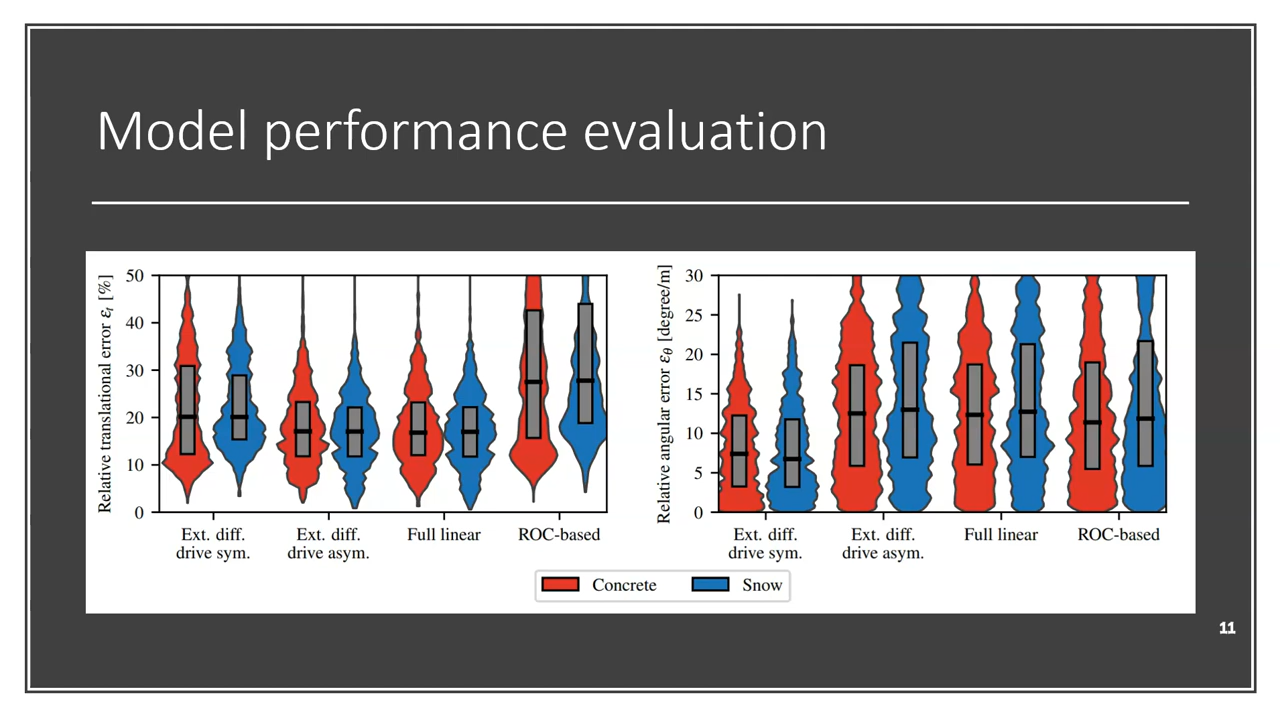 Model performance evaluation
Relative translational error εt [%]
50
40
30
20
10
0
Ext. diff.
drive sym.
Ext. diff.
drive asym.
Full linear
ROC-based
Relative angular error εθ [degree/m]
30
25
20
15
10
5
0
Ext. diff.
drive sym.
Ext. diff.
drive asym.
Full linear
ROC-based
Concrete
Snow
11